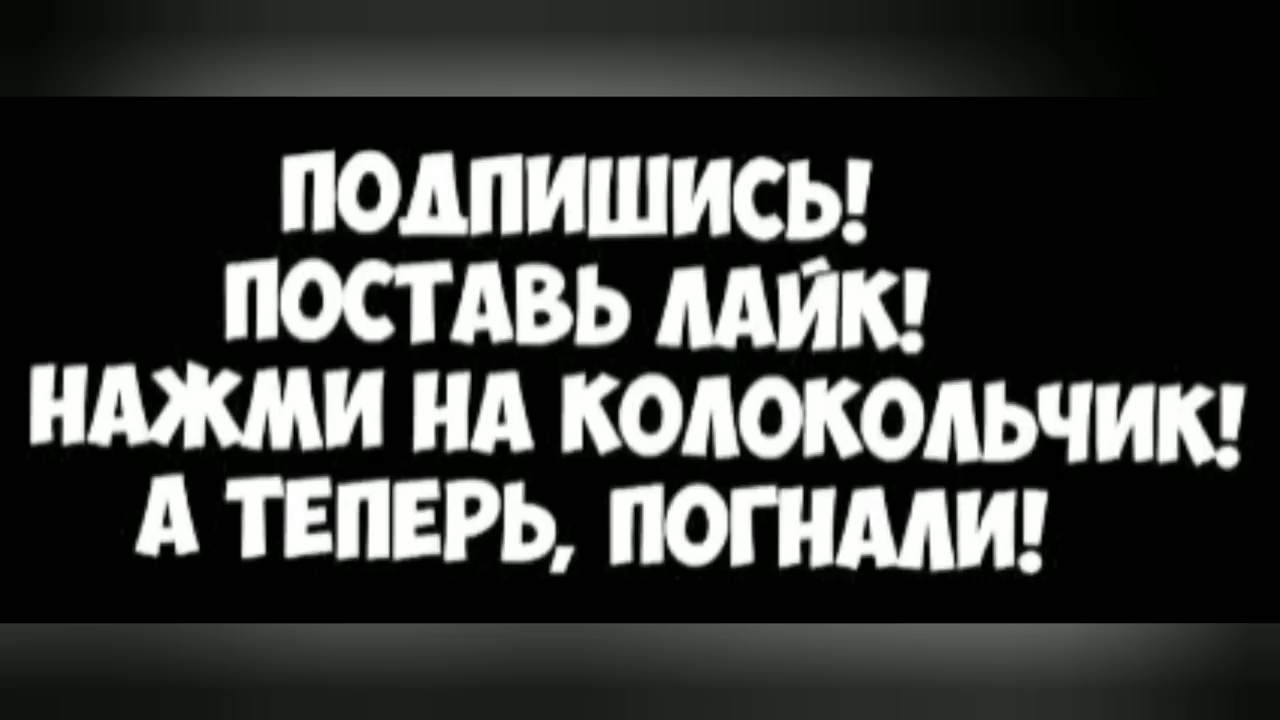 ПОДПИШИСЬ!
ПОСТАВЬ ЛАЙК!
НАЖМИ НА КОЛОКОЛЬЧИК!
А ТЕПЕРЬ, ПОГНАЛИ!